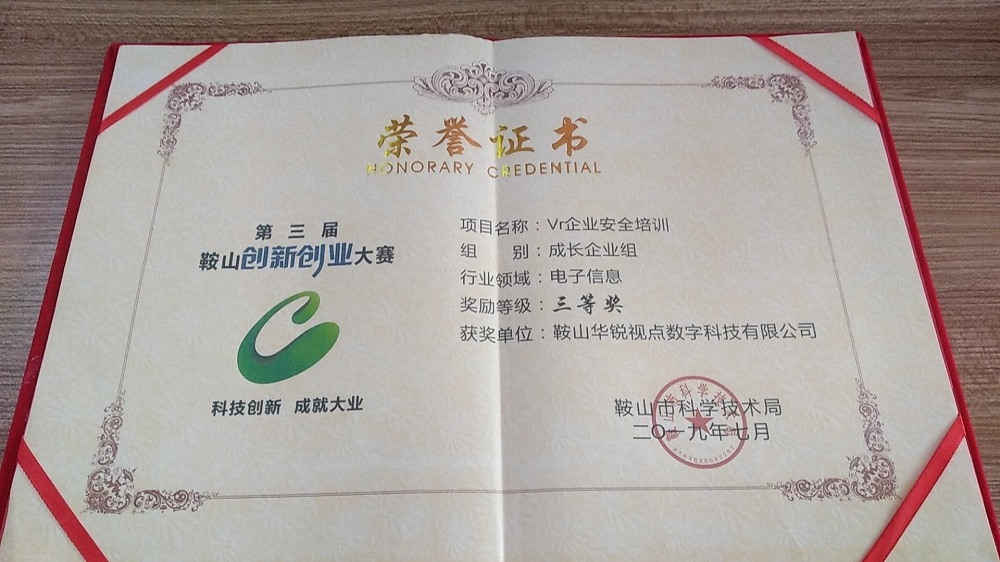 荣誉证书
HONORARY CREDENTIAL
第三届
鞍山创新创业大赛
科技创新 成就大业
项目名称：Vr企业安全培训
组 别：成长企业组
行业领域：电子信息
奖励等级：三等奖
获奖单位：鞍山华锐视点数字科技有限公司
鞍山市科学技术局
二〇一九年七月